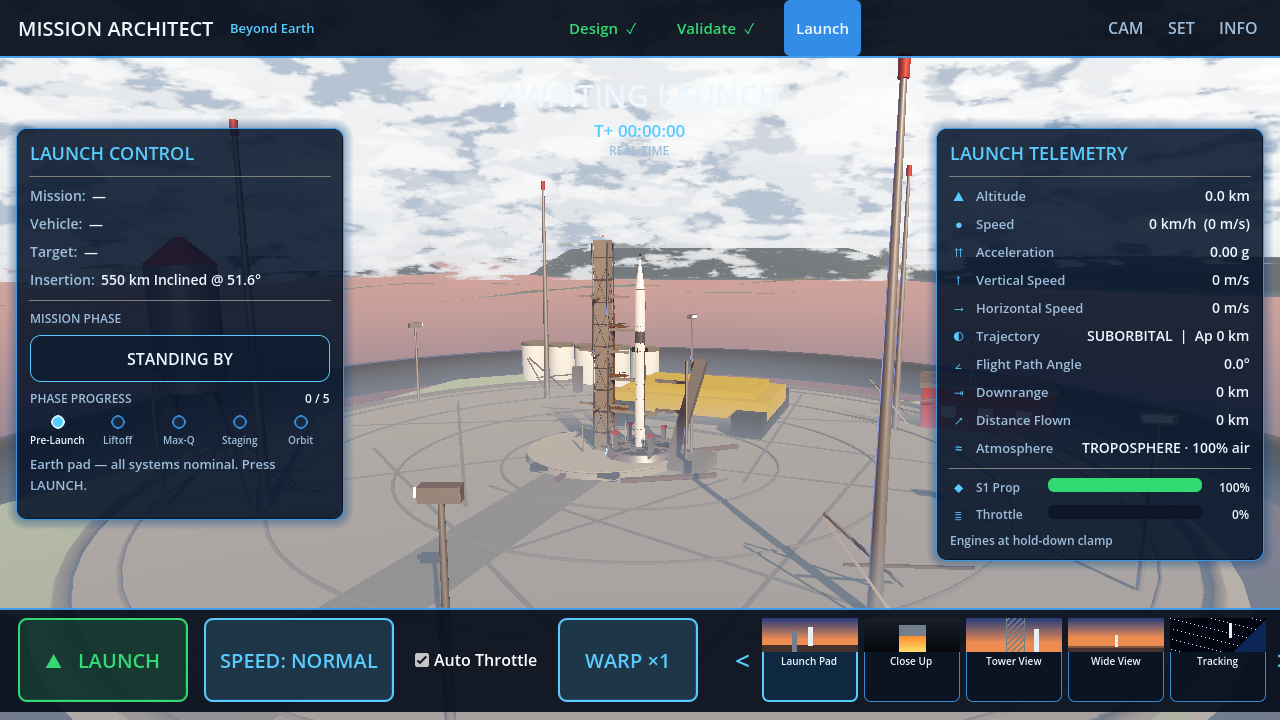 MISSION ARCHITECT Beyond Earth Design ✓ Validate ✓ Launch CAM SET INFO
AWAITING LAUNCH
T+ 00:00:00
REAL-TIME
LAUNCH CONTROL
Mission: —
Vehicle: —
Target: —
Insertion: 550 km Inclined @ 51.6°
MISSION PHASE
STANDING BY
PHASE PROGRESS 0 / 5
Pre-Launch Liftoff Max-Q Staging Orbit
Earth pad — all systems nominal. Press
LAUNCH.
LAUNCH TELEMETRY
▲ Altitude 0.0 km
● Speed 0 km/h (0 m/s)
⇈ Acceleration 0.00 g
↑ Vertical Speed 0 m/s
→ Horizontal Speed 0 m/s
◐ Trajectory SUBORBITAL | Ap 0 km
∠ Flight Path Angle 0.0°
⇥ Downrange 0 km
↗ Distance Flown 0 km
≈ Atmosphere TROPOSPHERE · 100% air
◆ S1 Prop 100%
≣ Throttle 0%
Engines at hold-down clamp
▲ LAUNCH SPEED: NORMAL Auto Throttle WARP ×1 < Launch Pad Close Up Tower View Wide View Tracking